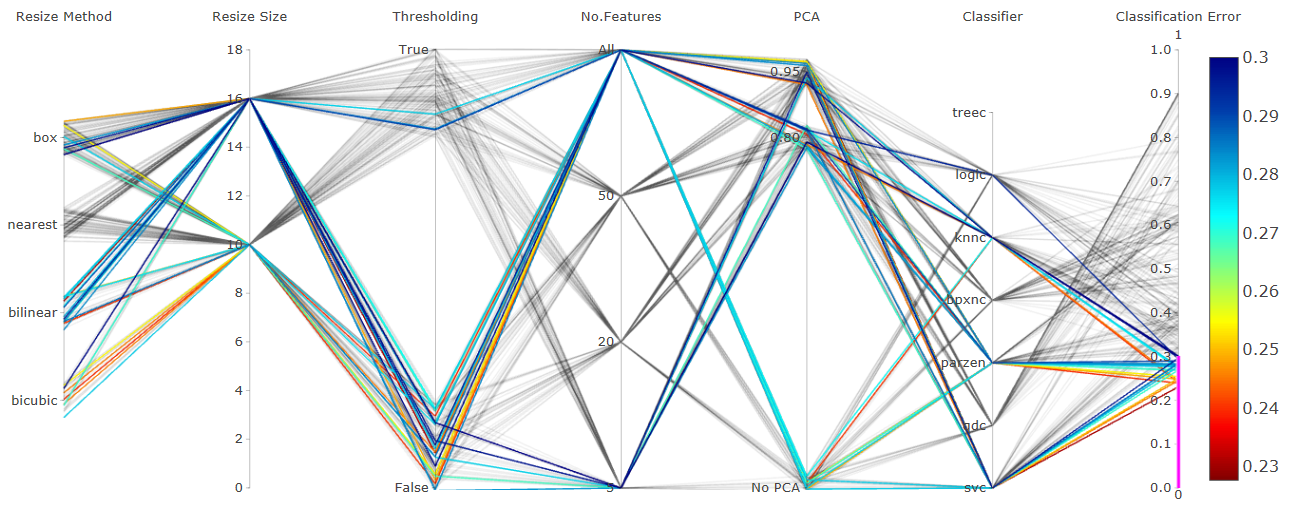 Resize Method Resize Size Thresholding No.Features PCA Classifier Classification Error
1
18 True All 1.0 0.3
0.95
16 0.9
box 14 0.80 treec 0.8 0.29
12 50 logic 0.7 0.28
nearest 10 knnc 0.6 0.27
8 bpxnc 0.5 0.26
bilinear 6 20 parzen 0.4 0.25
0.3
bicubic 4 qdc 0.2 0.24
2 0.1 0.23
0 False 5 No PCA svc 0.0
0